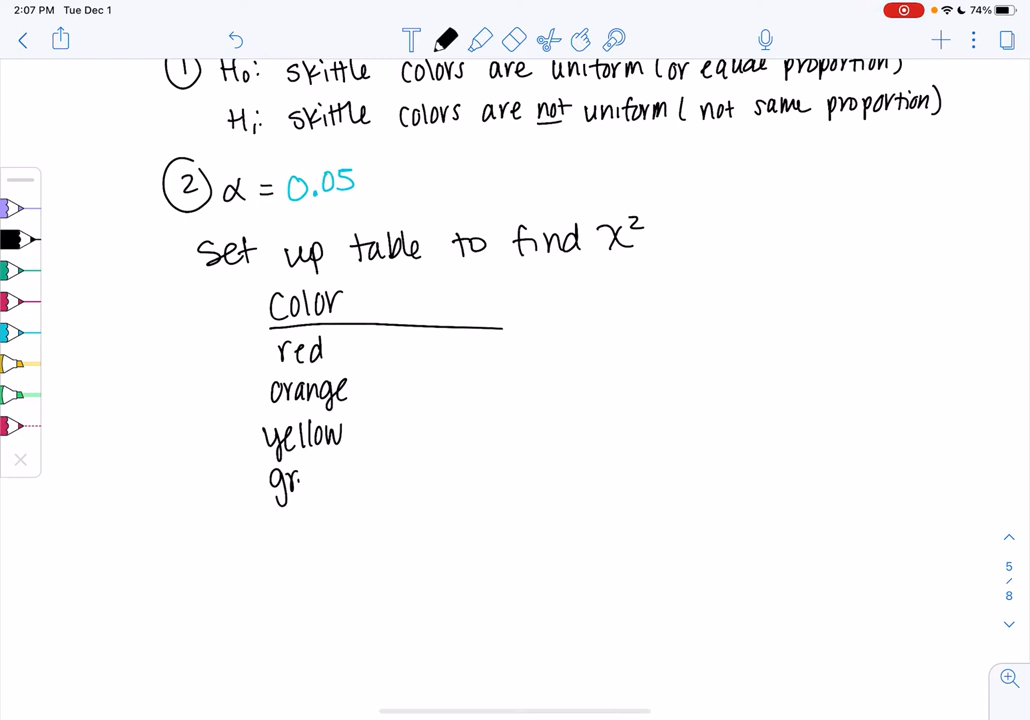 2:07 PM Tue Dec 1
74%
① H₀: skittle colors are uniform (or equal proportion)
H₁: skittle colors are not uniform (not same proportion)
② α = 0.05
Set up table to find x²
Color
red
orange
yellow
gr
5
/
8